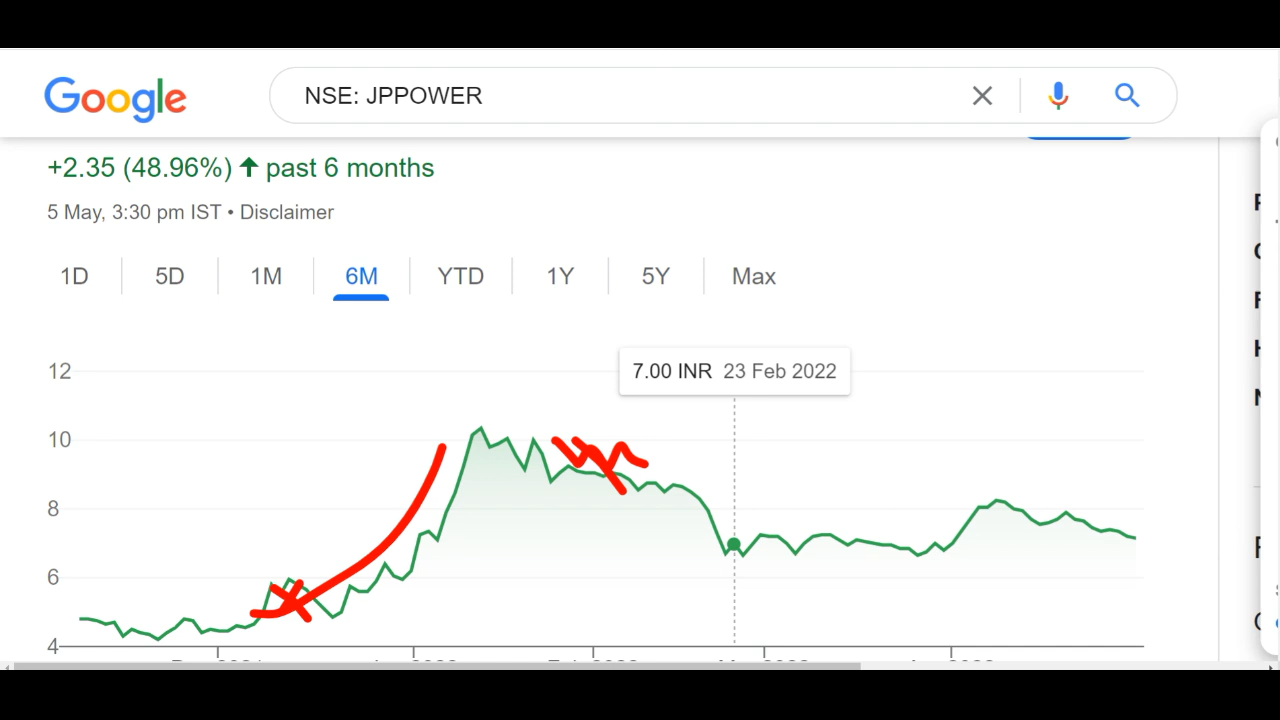 Google
NSE: JPPOWER
+2.35 (48.96%) ↑ past 6 months
5 May, 3:30 pm IST • Disclaimer
1D 5D 1M 6M YTD 1Y 5Y Max
7.00 INR 23 Feb 2022
12
10
8
6
4